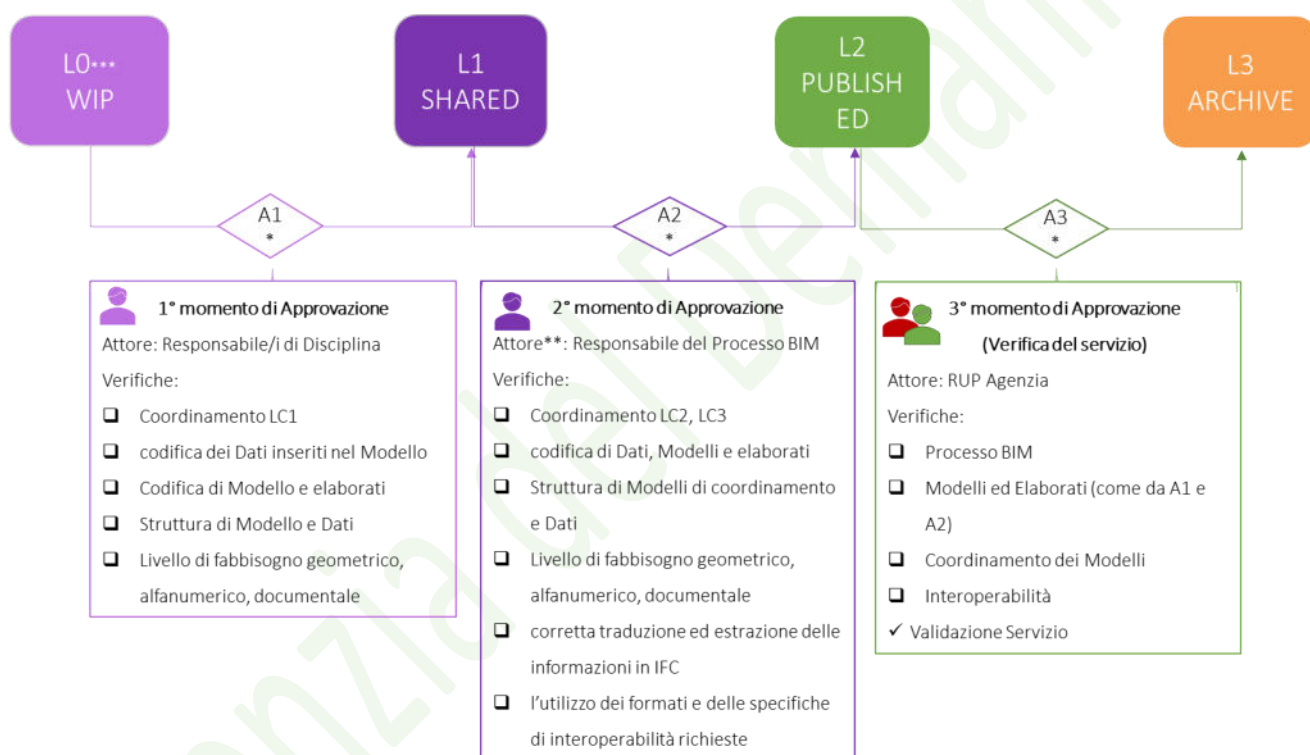 L0***
WIP
L1
SHARED
L2
PUBLISH
ED
L3
ARCHIVE
A1
*
A2
*
A3
*
1° momento di Approvazione
Attore: Responsabile/i di Disciplina
Verifiche:
Coordinamento LC1
codifica dei Dati inseriti nel Modello
Codifica di Modello e elaborati
Struttura di Modello e Dati
Livello di fabbisogno geometrico,
alfanumerico, documentale
2° momento di Approvazione
Attore**: Responsabile del Processo BIM
Verifiche:
Coordinamento LC2, LC3
codifica di Dati, Modelli e elaborati
Struttura di Modelli di coordinamento
e Dati
Livello di fabbisogno geometrico,
alfanumerico, documentale
corretta traduzione ed estrazione delle
informazioni in IFC
l'utilizzo dei formati e delle specifiche
di interoperabilità richieste
3° momento di Approvazione
(Verifica del servizio)
Attore: RUP Agenzia
Verifiche:
Processo BIM
Modelli ed Elaborati (come da A1 e
A2)
Coordinamento dei Modelli
Interoperabilità
✓ Validazione Servizio